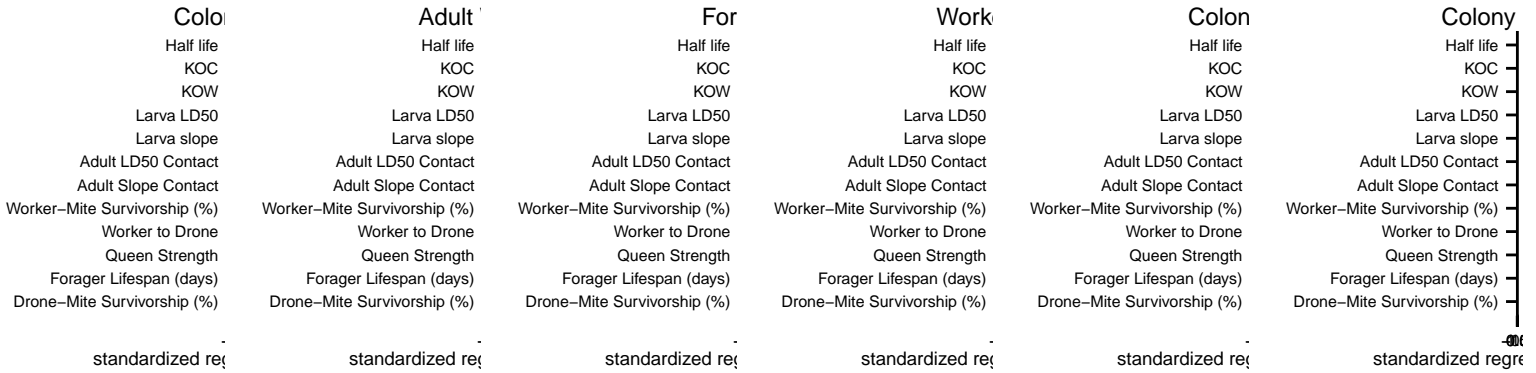 Colo Adult For Work Colon Colony
Half life Half life Half life Half life Half life Half life
KOC KOC KOC KOC KOC KOC
KOW KOW KOW KOW KOW KOW
Larva LD50 Larva LD50 Larva LD50 Larva LD50 Larva LD50 Larva LD50
Larva slope Larva slope Larva slope Larva slope Larva slope Larva slope
Adult LD50 Contact Adult LD50 Contact Adult LD50 Contact Adult LD50 Contact Adult LD50 Contact Adult LD50 Contact
Adult Slope Contact Adult Slope Contact Adult Slope Contact Adult Slope Contact Adult Slope Contact Adult Slope Contact
Worker−Mite Survivorship (%) Worker−Mite Survivorship (%) Worker−Mite Survivorship (%) Worker−Mite Survivorship (%) Worker−Mite Survivorship (%) Worker−Mite Survivorship (%)
Worker to Drone Worker to Drone Worker to Drone Worker to Drone Worker to Drone Worker to Drone
Queen Strength Queen Strength Queen Strength Queen Strength Queen Strength Queen Strength
Forager Lifespan (days) Forager Lifespan (days) Forager Lifespan (days) Forager Lifespan (days) Forager Lifespan (days) Forager Lifespan (days)
Drone−Mite Survivorship (%) Drone−Mite Survivorship (%) Drone−Mite Survivorship (%) Drone−Mite Survivorship (%) Drone−Mite Survivorship (%) Drone−Mite Survivorship (%)
standardized reg standardized reg standardized reg standardized reg standardized reg standardized regre